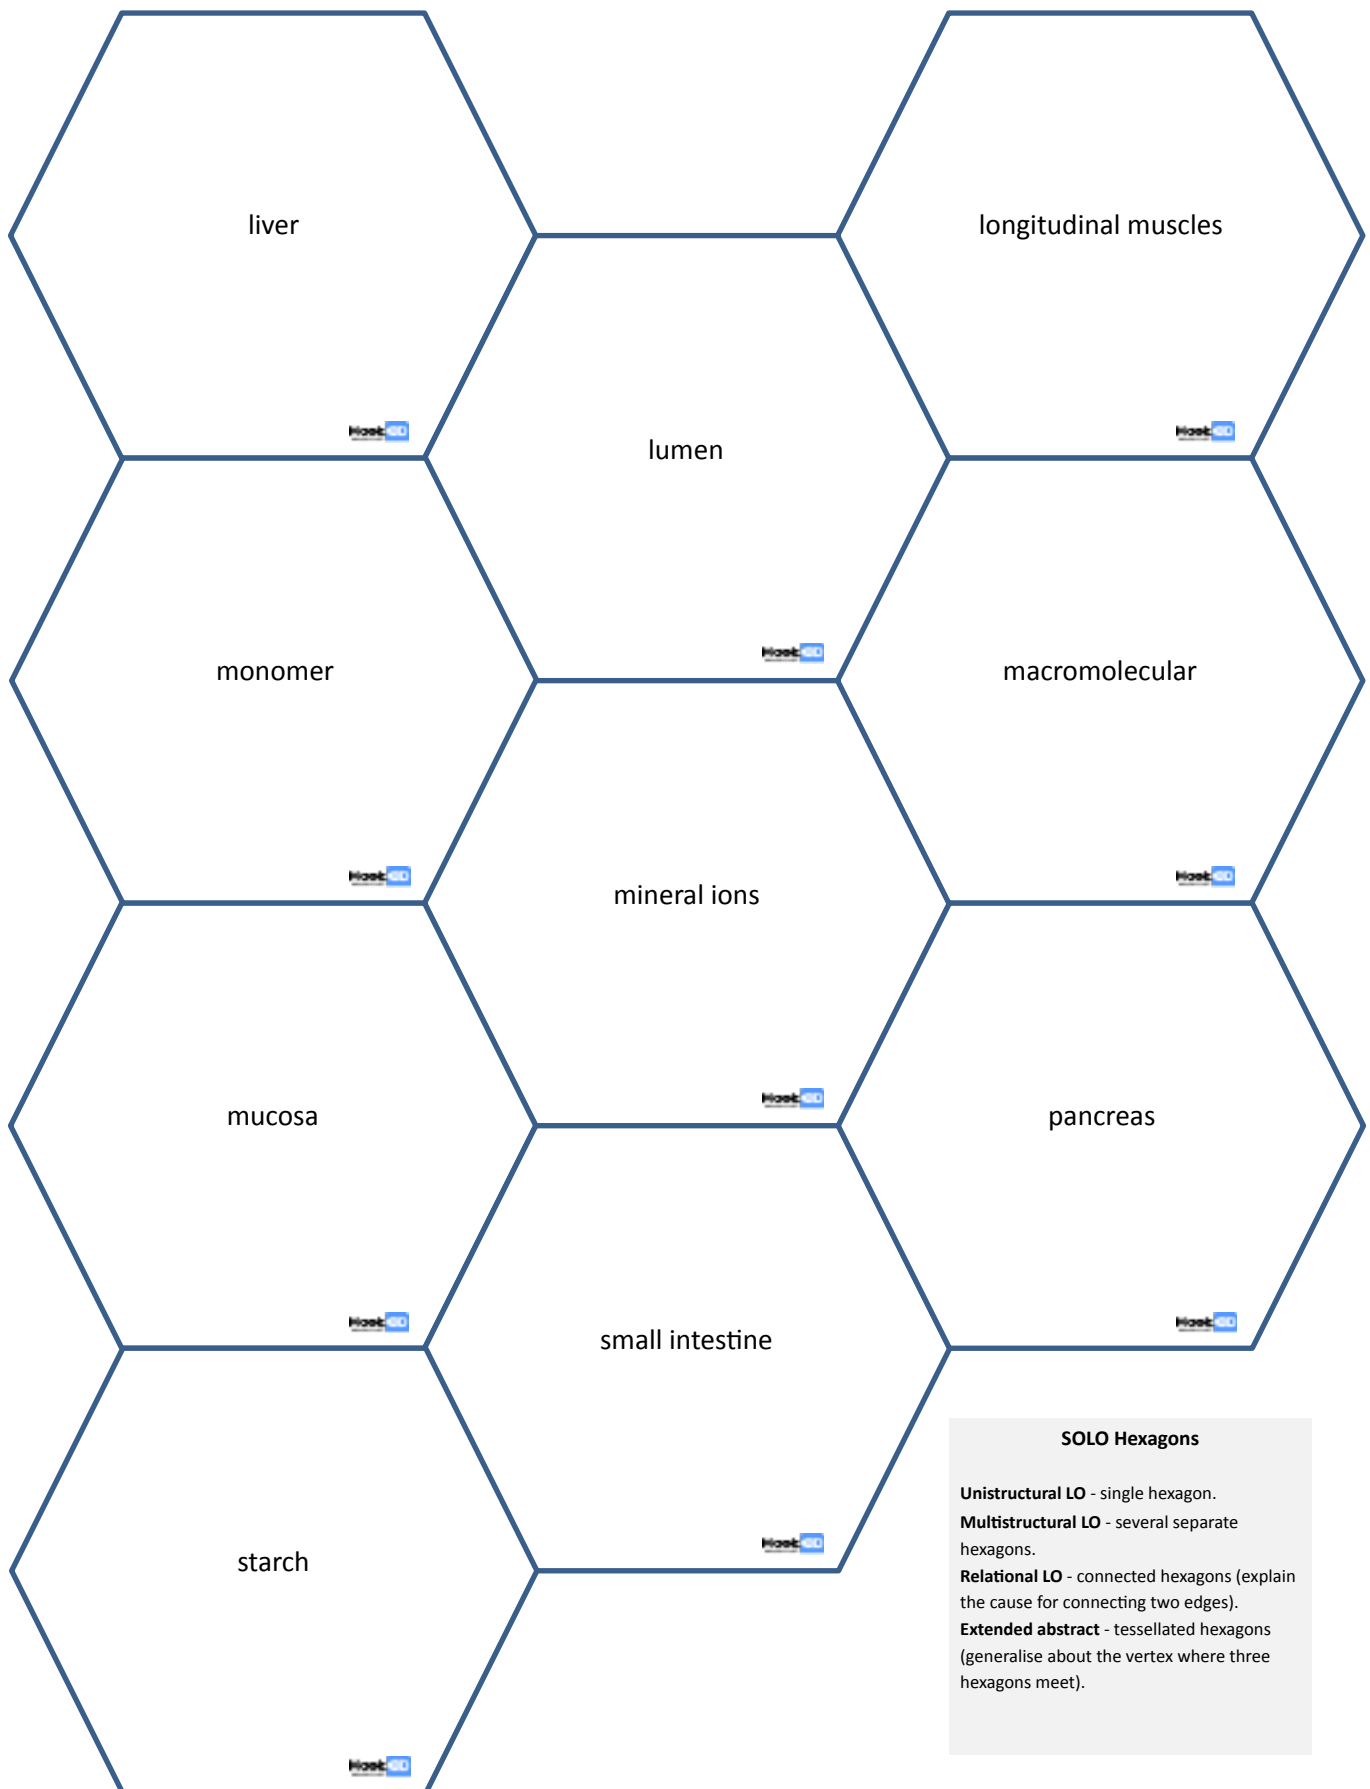 liver
longitudinal muscles
lumen
monomer
macromolecular
mineral ions
mucosa
pancreas
small intestine
starch
SOLO Hexagons
Unistructural LO - single hexagon.
Multistructural LO - several separate
hexagons.
Relational LO - connected hexagons (explain
the cause for connecting two edges).
Extended abstract - tessellated hexagons
(generalise about the vertex where three
hexagons meet).